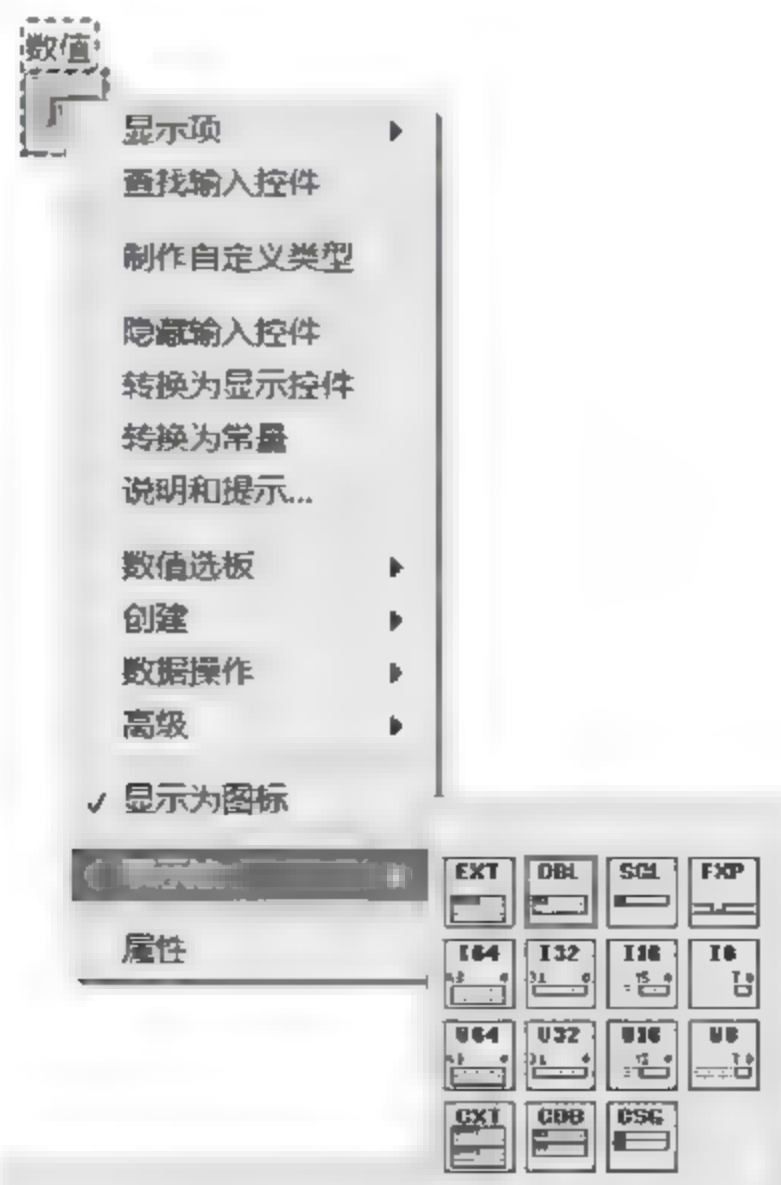 数值
显示项
查找输入控件
制作自定义类型
隐藏输入控件
转换为显示控件
转换为常量
说明和提示...
数值选板
创建
数据操作
高级
✓ 显示为图标
属性
EXT DBL SGL FXP
I64 I32 I16 I8
U64 U32 U16 U8
CXT CDB CSG